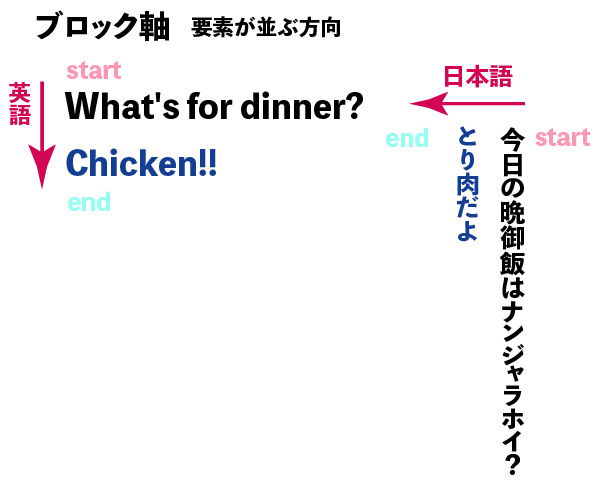 ブロック軸 要素が並ぶ方向
英語
start
What's for dinner?
Chicken!!
end
日本語
start
今日の晩御飯はナンジャラホイ?
とり肉だよ
end